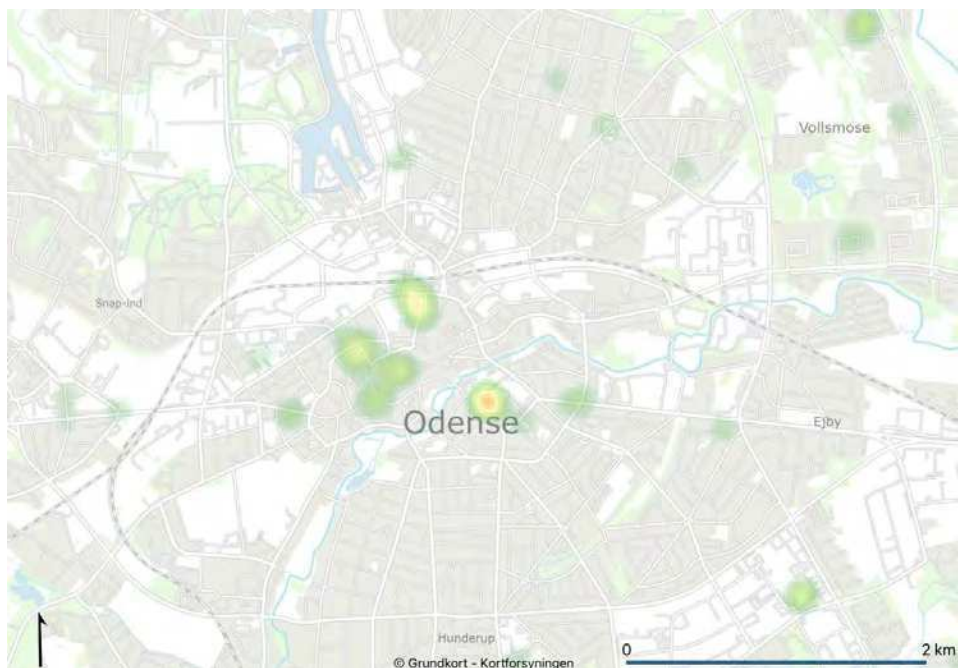 Vollsmose
Snap-Ind
Odense
Ejby
Hunderup
0 2 km
© Grundkort - Kortforsyningen